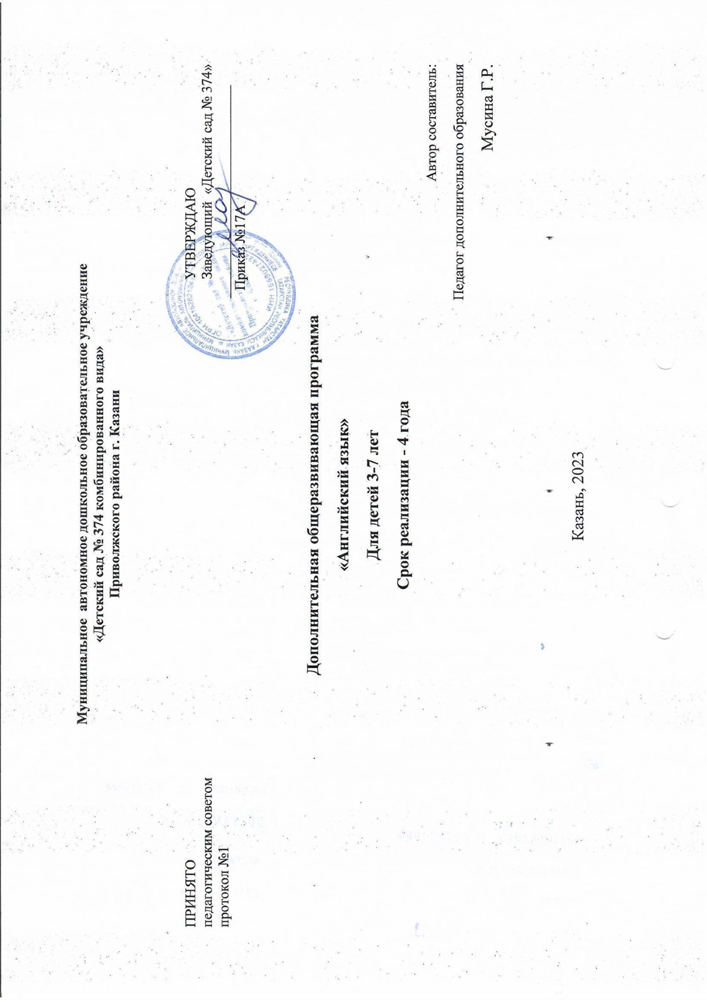 Муниципальное автономное дошкольное образовательное учреждение
«Детский сад № 374 комбинированного вида»
Приволжского района г. Казани
ПРИНЯТО
педагогическим советом
протокол №1
УТВЕРЖДАЮ
Заведующий «Детский сад № 374»
Приказ №17А
Дополнительная общеразвивающая программа
«Английский язык»
Для детей 3-7 лет
Срок реализации - 4 года
Автор составитель:
Педагог дополнительного образования
Мусина Г.Р.
Казань, 2023